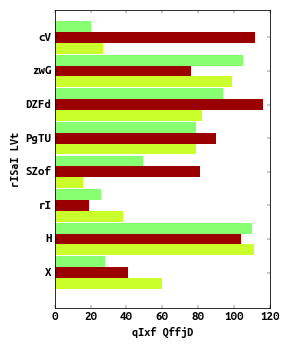 cV
zwG
DZFd
PgTU
SZof
rI
H
X
rISaI LVt
0 20 40 60 80 100 120
qIxf QffjD